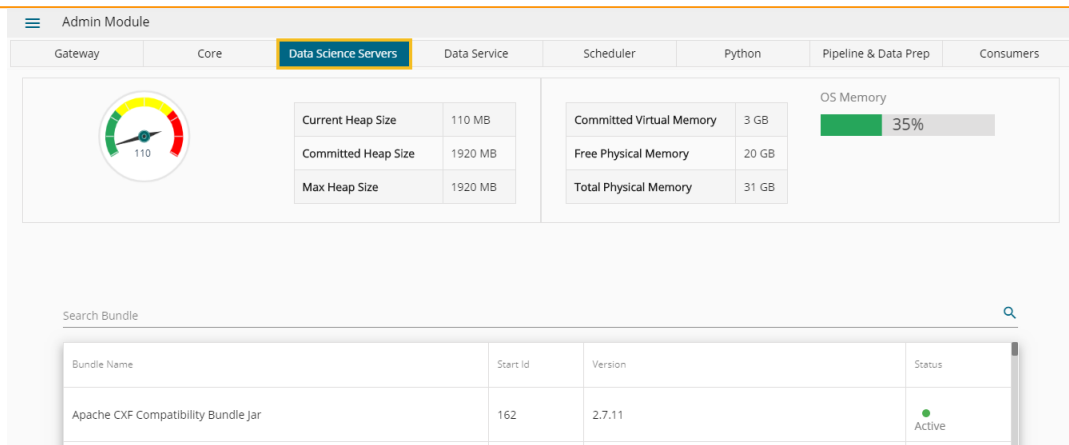 Admin Module
Gateway Core Data Science Servers Data Service Scheduler Python Pipeline & Data Prep Consumers
110
Current Heap Size 110 MB
Committed Heap Size 1920 MB
Max Heap Size 1920 MB
Committed Virtual Memory 3 GB
Free Physical Memory 20 GB
Total Physical Memory 31 GB
OS Memory
35%
Search Bundle
Bundle Name Start Id Version Status
Apache CXF Compatibility Bundle Jar 162 2.7.11 Active